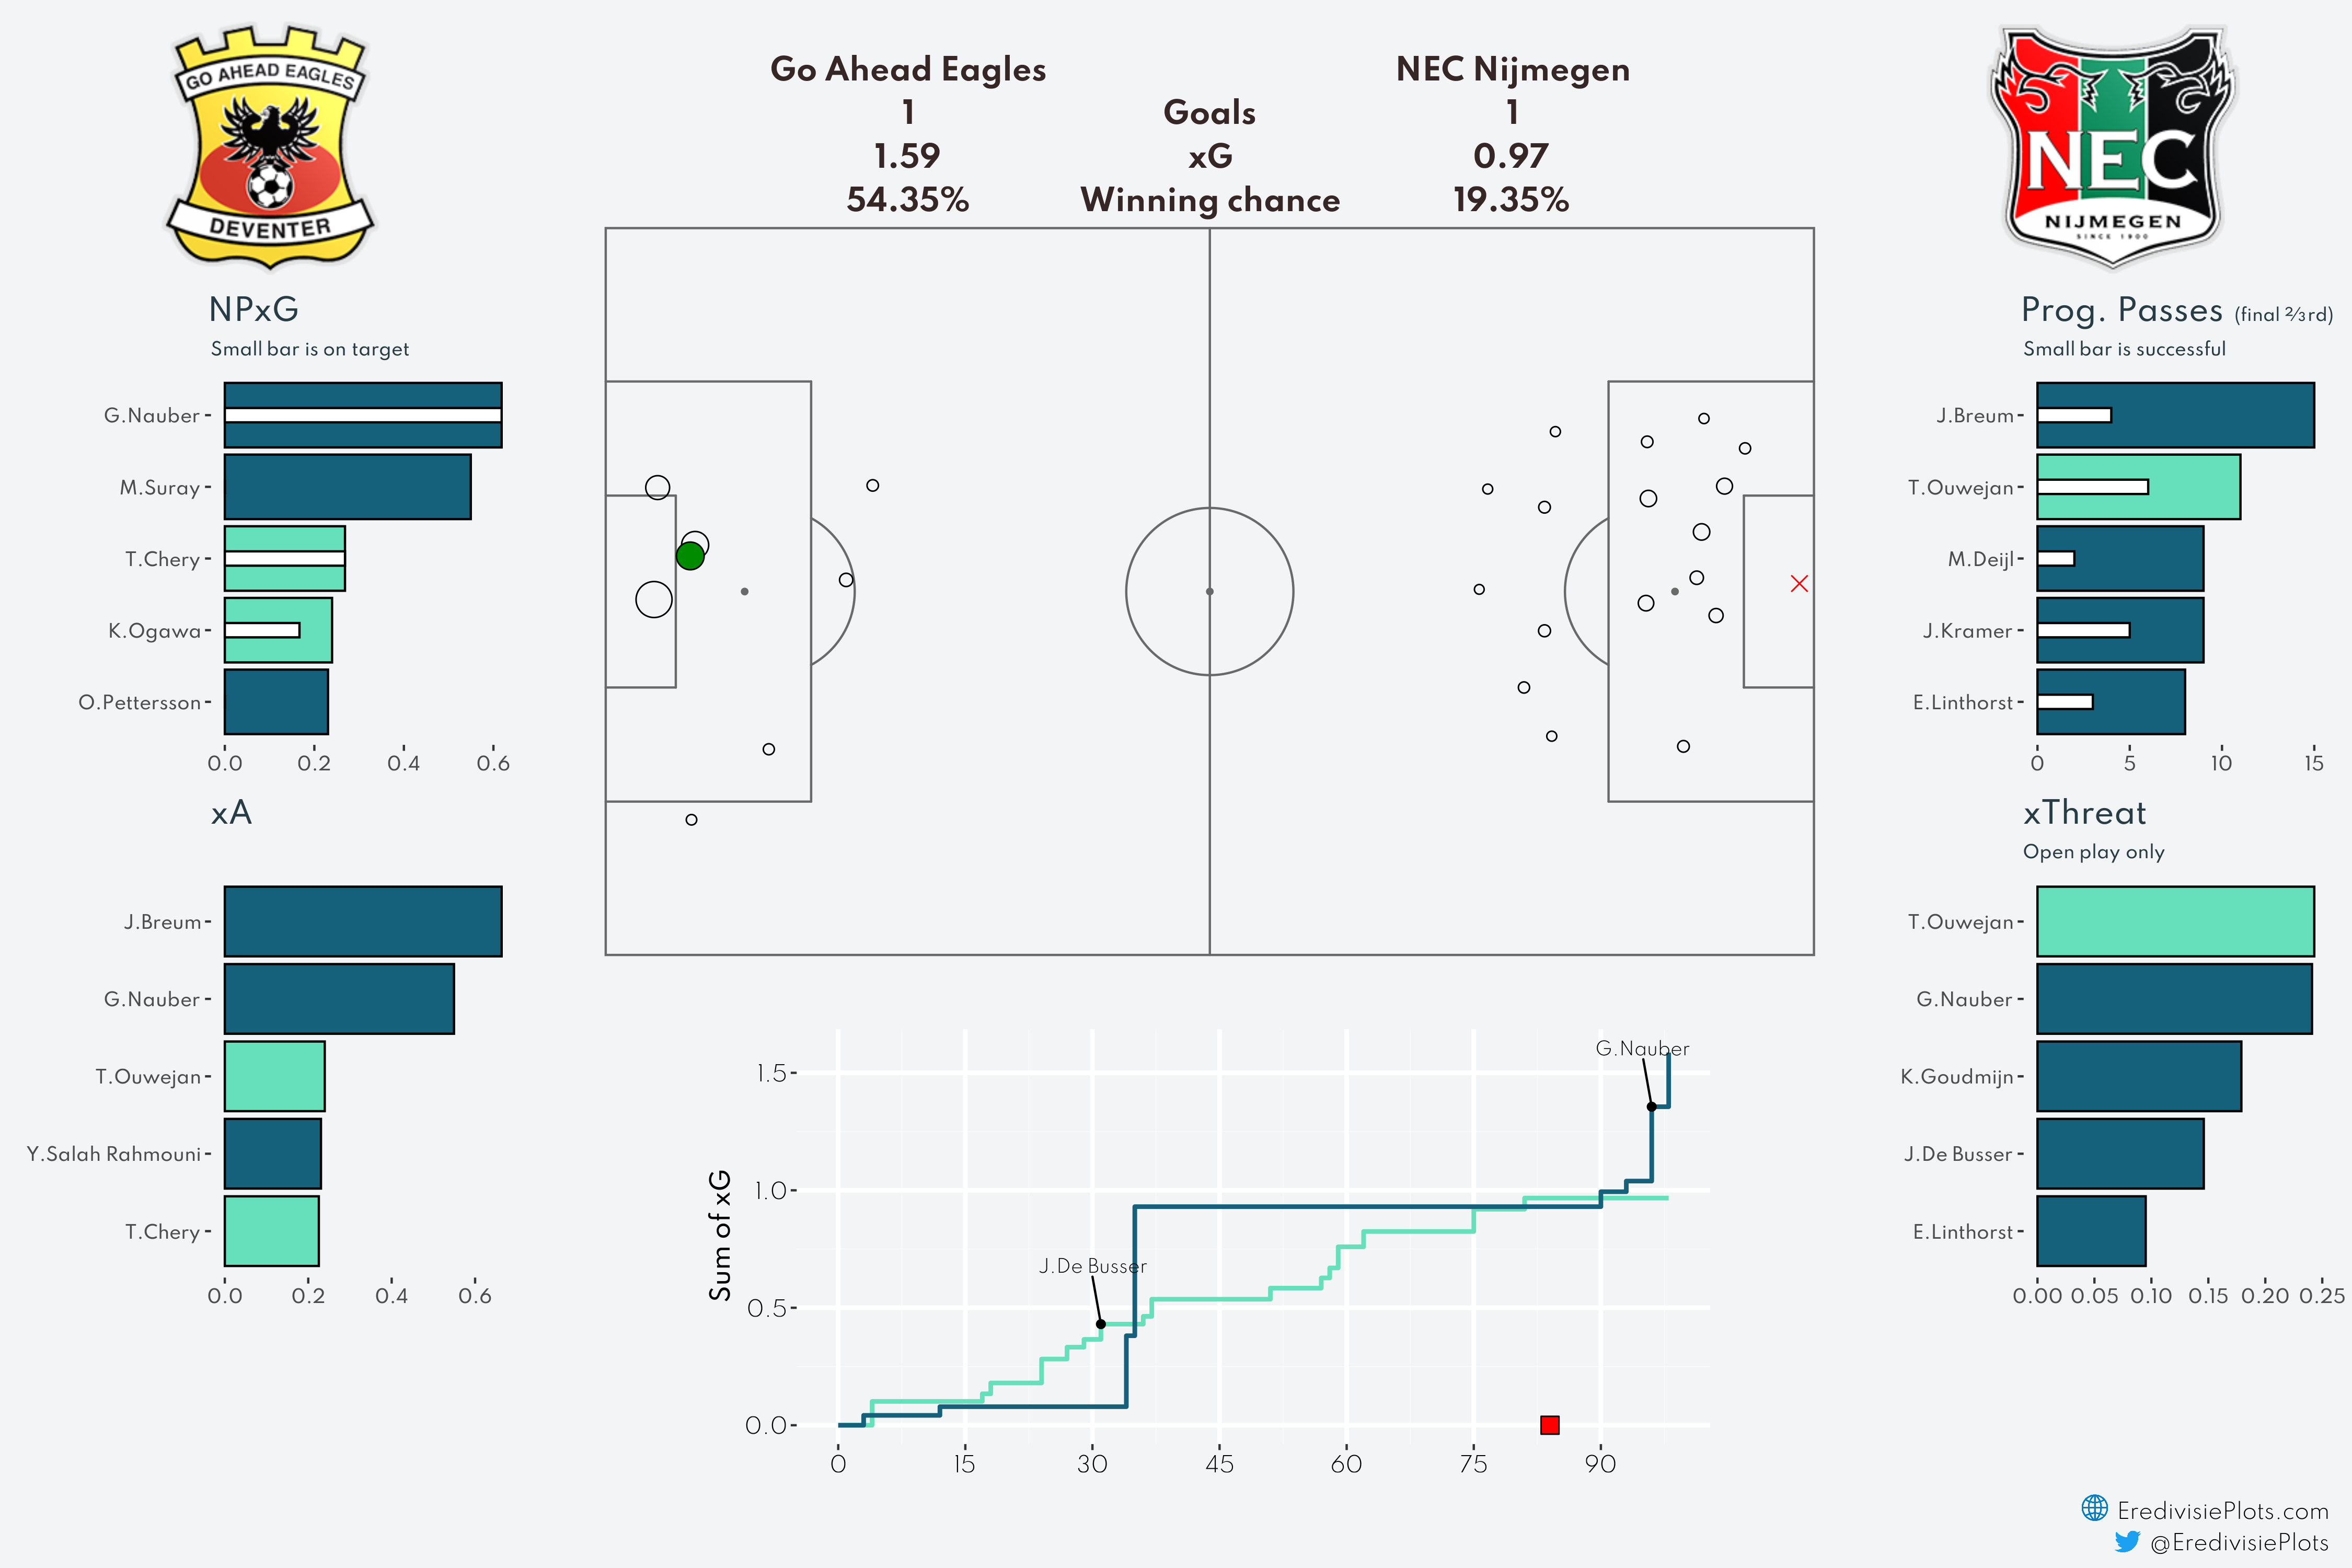 GO AHEAD EAGLES
DEVENTER
Go Ahead Eagles
NEC Nijmegen
1 Goals 1
1.59 xG 0.97
54.35% Winning chance 19.35%
NEC
NIJMEGEN
SINCE 1900
NPxG
Small bar is on target
G.Nauber
M.Suray
T.Chery
K.Ogawa
O.Pettersson
0.0 0.2 0.4 0.6
xA
J.Breum
G.Nauber
T.Ouwejan
Y.Salah Rahmouni
T.Chery
0.0 0.2 0.4 0.6
Sum of xG
1.5
1.0
0.5
0.0
G.Nauber
J.De Busser
0 15 30 45 60 75 90
Prog. Passes (final ⅔rd)
Small bar is successful
J.Breum
T.Ouwejan
M.Deijl
J.Kramer
E.Linthorst
0 5 10 15
xThreat
Open play only
T.Ouwejan
G.Nauber
K.Goudmijn
J.De Busser
E.Linthorst
0.00 0.05 0.10 0.15 0.20 0.25
EredivisiePlots.com
@EredivisiePlots